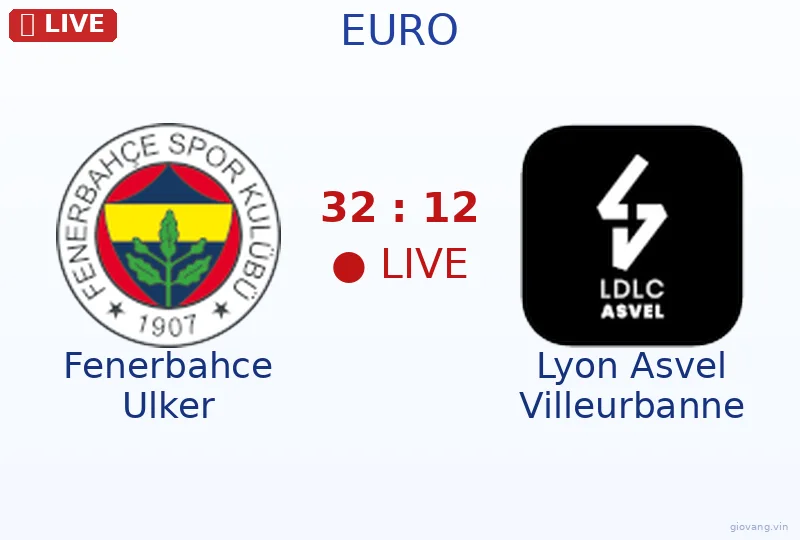 LIVE
EURO
FENERBAHÇE SPOR KULÜBÜ
1907
32 : 12
● LIVE
LDLC
ASVEL
Fenerbahce
Ulker
Lyon Asvel
Villeurbanne
giovang.vin